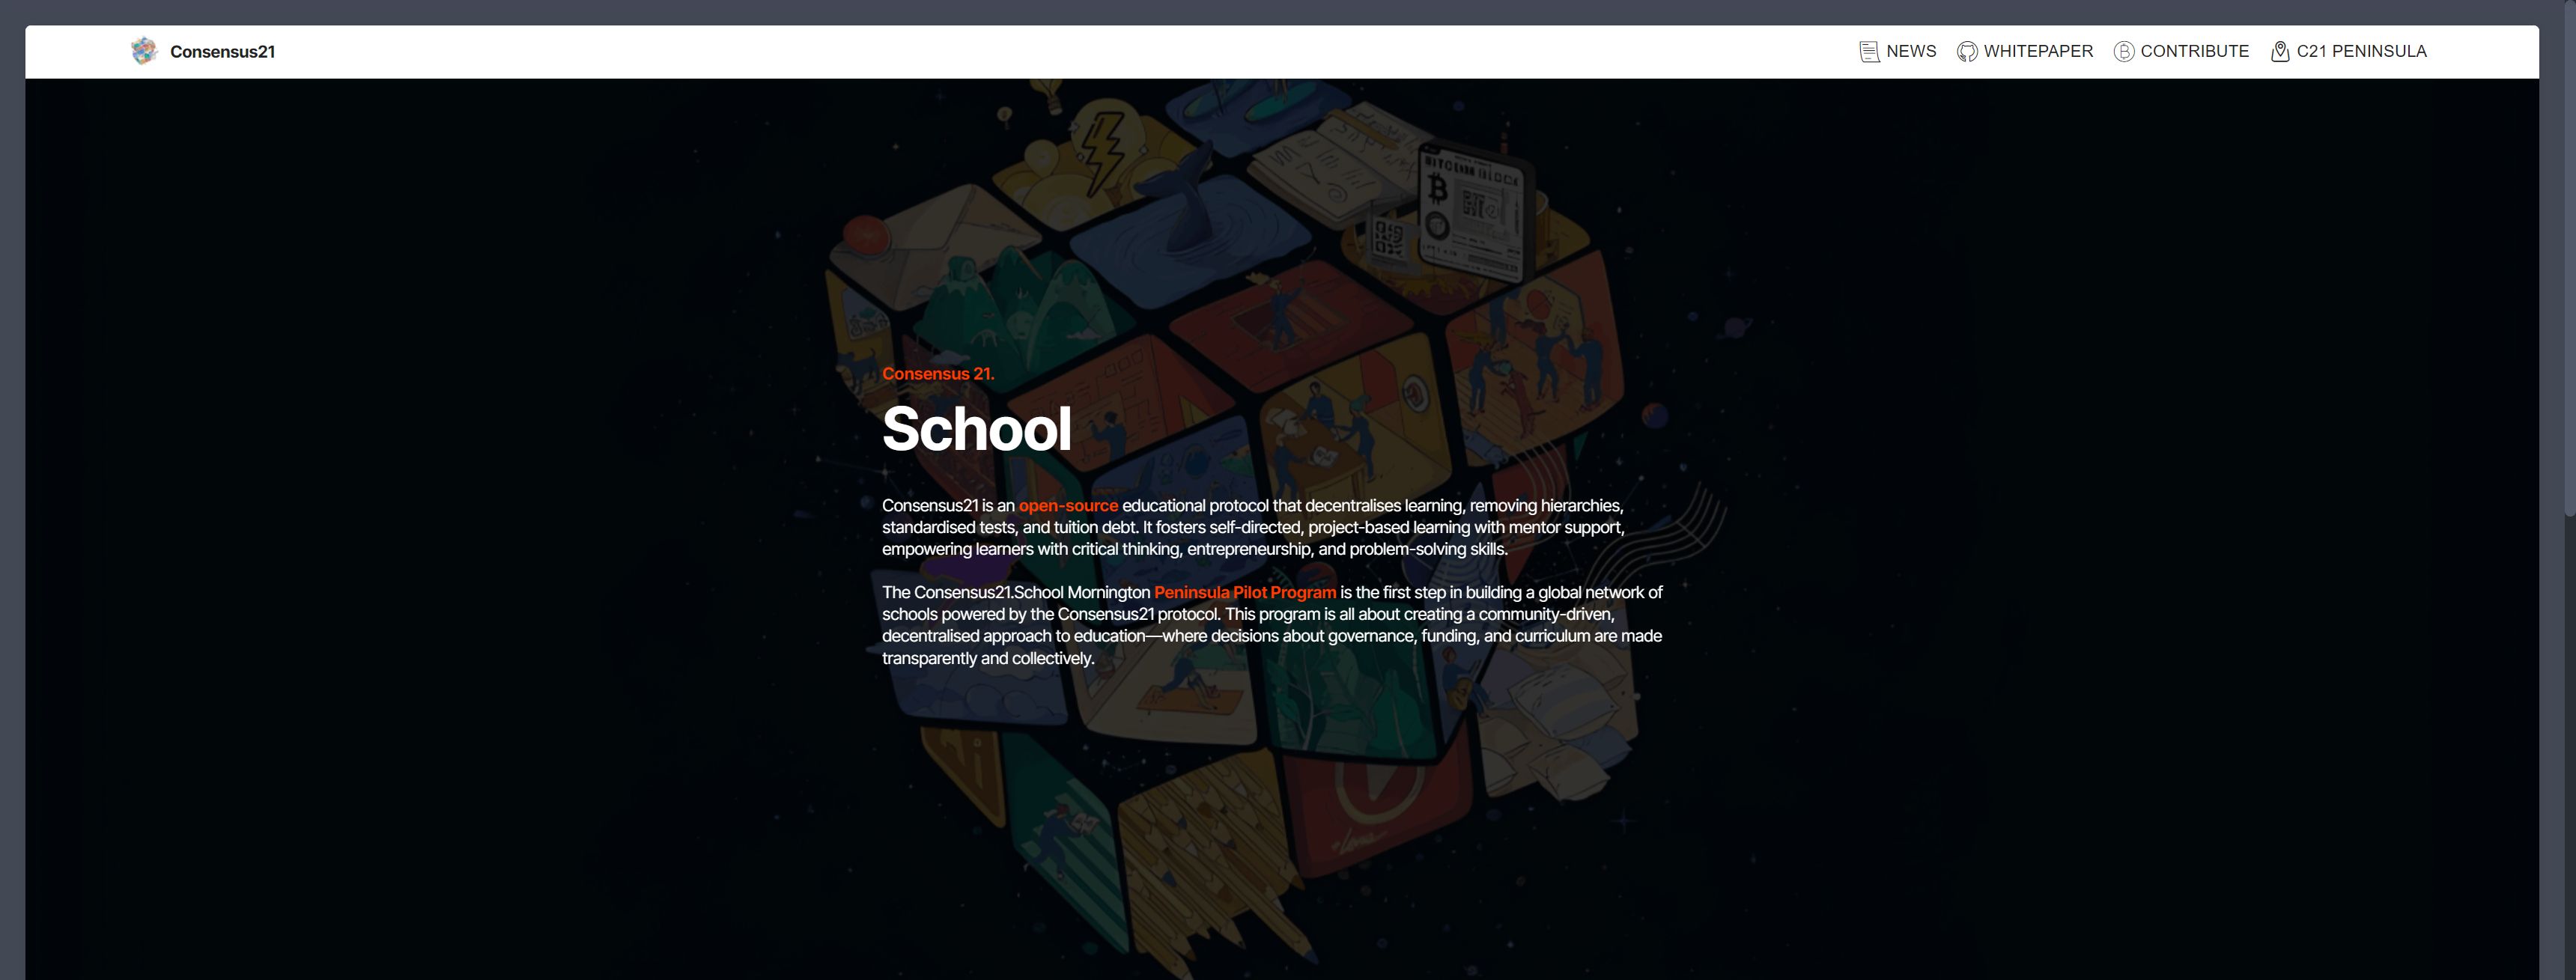 Consensus21
NEWS
WHITEPAPER
CONTRIBUTE
C21 PENINSULA
BITCOIN BLOCK
Consensus 21.
School
Consensus21 is an open-source educational protocol that decentralises learning, removing hierarchies,
standardised tests, and tuition debt. It fosters self-directed, project-based learning with mentor support,
empowering learners with critical thinking, entrepreneurship, and problem-solving skills.
The Consensus21.School Mornington Peninsula Pilot Program is the first step in building a global network of
schools powered by the Consensus21 protocol. This program is all about creating a community-driven,
decentralised approach to education—where decisions about governance, funding, and curriculum are made
transparently and collectively.